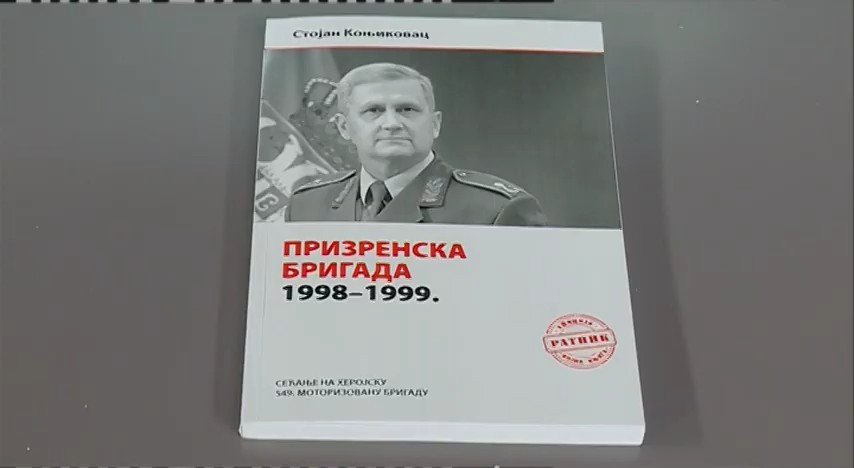 Стојан Коњиковац
ПРИЗРЕНСКА
БРИГАДА
1998–1999.
РАТНИК
СЕЋАЊЕ НА ХЕРОЈСКУ
549. МОТОРИЗОВАНУ БРИГАДУ